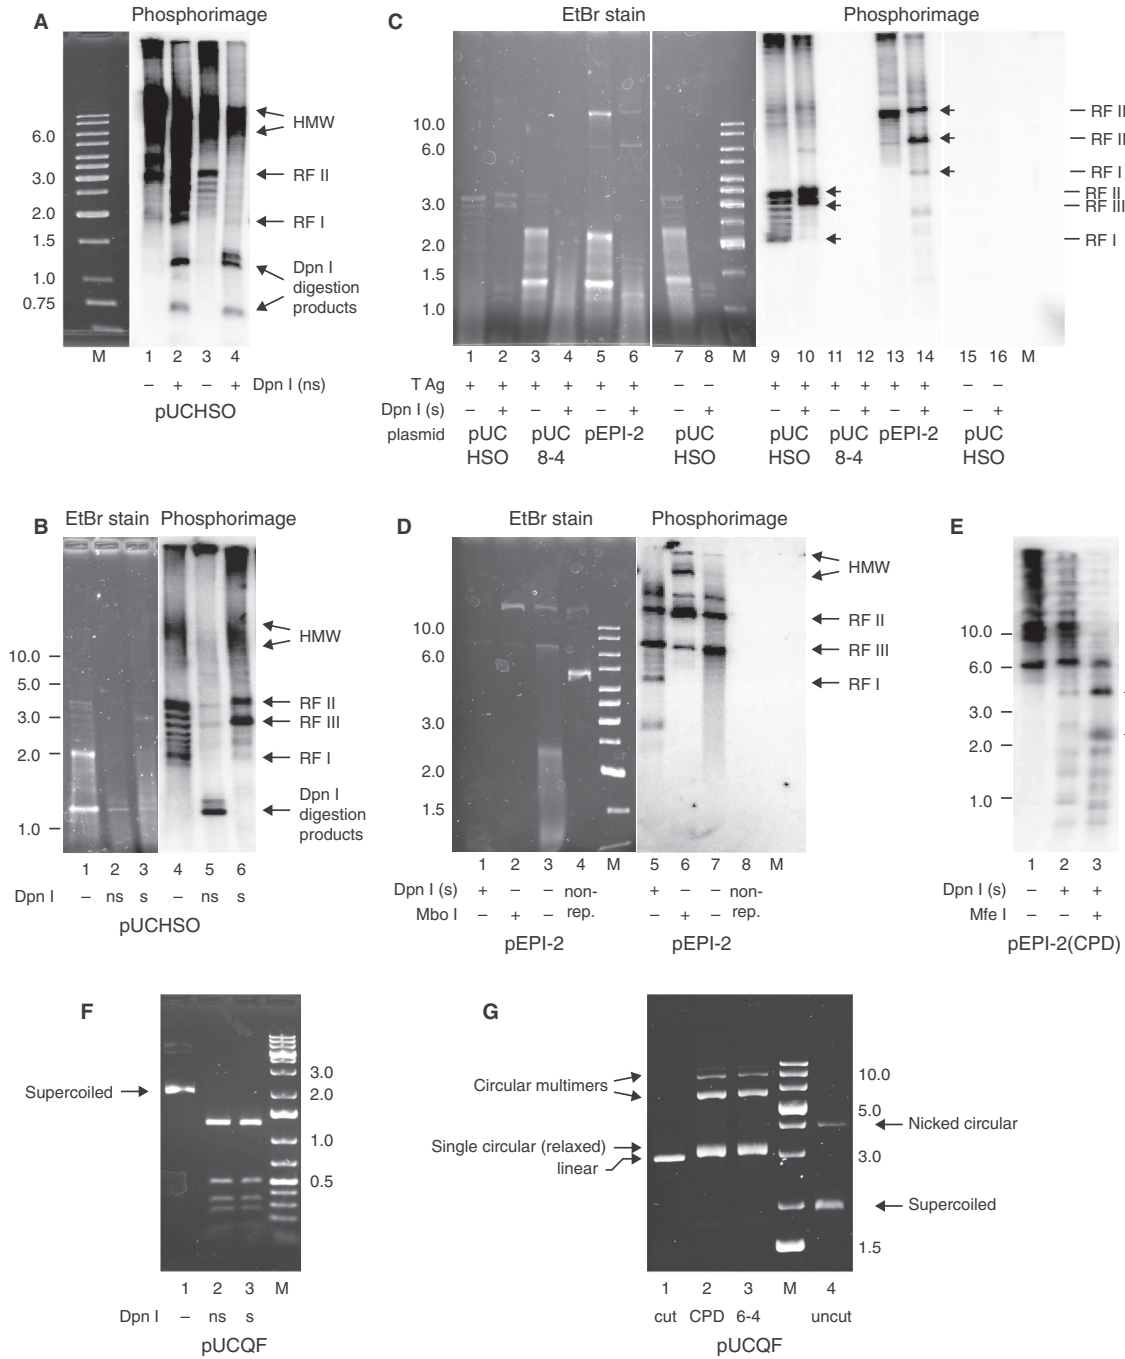 A
Phosphorimage
6.0
3.0
2.0
1.5
1.0
0.75
HMW
RF II
RF I
Dpn I
digestion
products
M 1 2 3 4
– + – + Dpn I (ns)
pUCHSO
C
EtBr stain Phosphorimage
10.0
6.0
3.0
2.0
1.5
1.0
RF II
RF II
RF I
RF II
RF III
RF I
1 2 3 4 5 6 7 8 M 9 10 11 12 13 14 15 16 M
T Ag + + + + + + – – + + + + + + – –
Dpn I (s) – + – + – + – + – + – + – + – +
plasmid pUC pUC pEPI-2 pUC pUC pUC pEPI-2 pUC
HSO 8-4 HSO HSO 8-4 HSO
B
EtBr stain Phosphorimage
10.0
5.0
3.0
2.0
1.0
HMW
RF II
RF III
RF I
Dpn I
digestion
products
1 2 3 4 5 6
Dpn I – ns s – ns s
pUCHSO
D
EtBr stain Phosphorimage
10.0
6.0
3.0
2.0
1.5
HMW
RF II
RF III
RF I
1 2 3 4 M 5 6 7 8 M
Dpn I (s) + – – non- + – – non-
Mbo I – + – rep. – + – rep.
pEPI-2 pEPI-2
E
10.0
6.0
3.0
2.0
1.0
1 2 3
Dpn I (s) – + +
Mfe I – – +
pEPI-2(CPD)
F
Supercoiled
3.0
2.0
1.0
0.5
1 2 3 M
Dpn I – ns s
pUCQF
G
Circular multimers
Single circular (relaxed)
linear
10.0
5.0
3.0
1.5
Nicked circular
Supercoiled
1 2 3 M 4
cut CPD 6-4 uncut
pUCQF